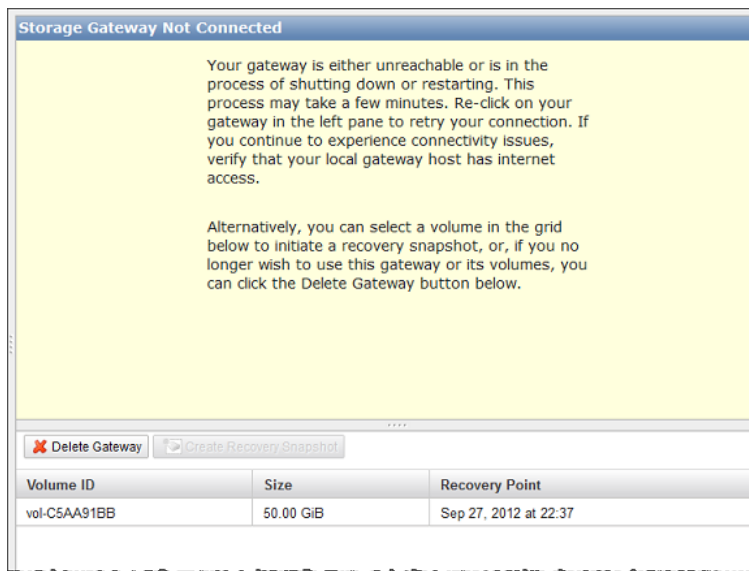 Storage Gateway Not Connected
Your gateway is either unreachable or is in the
process of shutting down or restarting. This
process may take a few minutes. Re-click on your
gateway in the left pane to retry your connection. If
you continue to experience connectivity issues,
verify that your local gateway host has internet
access.
Alternatively, you can select a volume in the grid
below to initiate a recovery snapshot, or, if you no
longer wish to use this gateway or its volumes, you
can click the Delete Gateway button below.
Delete Gateway Create Recovery Snapshot
Volume ID Size Recovery Point
vol-C5AA91BB 50.00 GiB Sep 27, 2012 at 22:37